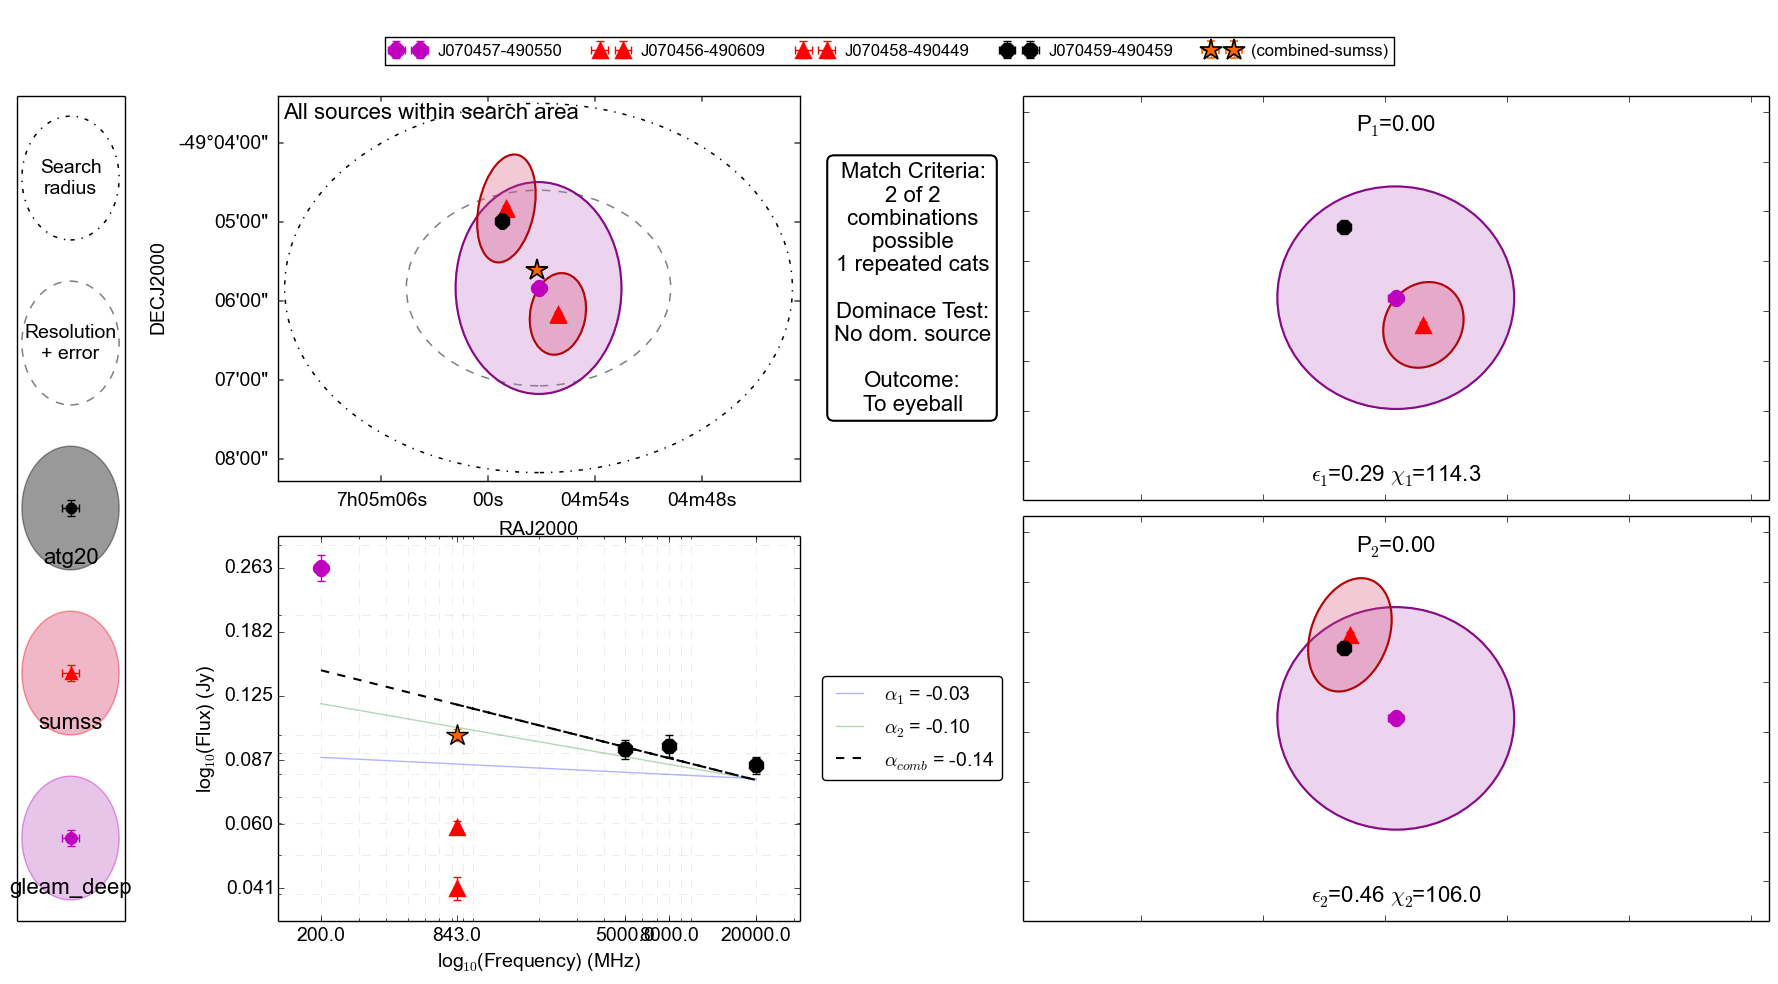 J070457-490550 J070456-490609 J070458-490449 J070459-490459 (combined-sumss)
Search
radius
Resolution
+ error
atg20
sumss
gleam_deep
All sources within search area
DECJ2000
-49°04'00"
05'00"
06'00"
07'00"
08'00"
7h05m06s 00s 04m54s 04m48s
RAJ2000
Match Criteria:
2 of 2
combinations
possible
1 repeated cats
Dominace Test:
No dom. source
Outcome:
To eyeball
P₁=0.00
ϵ₁=0.29 χ₁=114.3
log₁₀(Flux) (Jy)
0.263
0.182
0.125
0.087
0.060
0.041
200.0 843.0 5000.0 8000.0 20000.0
log₁₀(Frequency) (MHz)
α₁ = -0.03
α₂ = -0.10
α_comb = -0.14
P₂=0.00
ϵ₂=0.46 χ₂=106.0